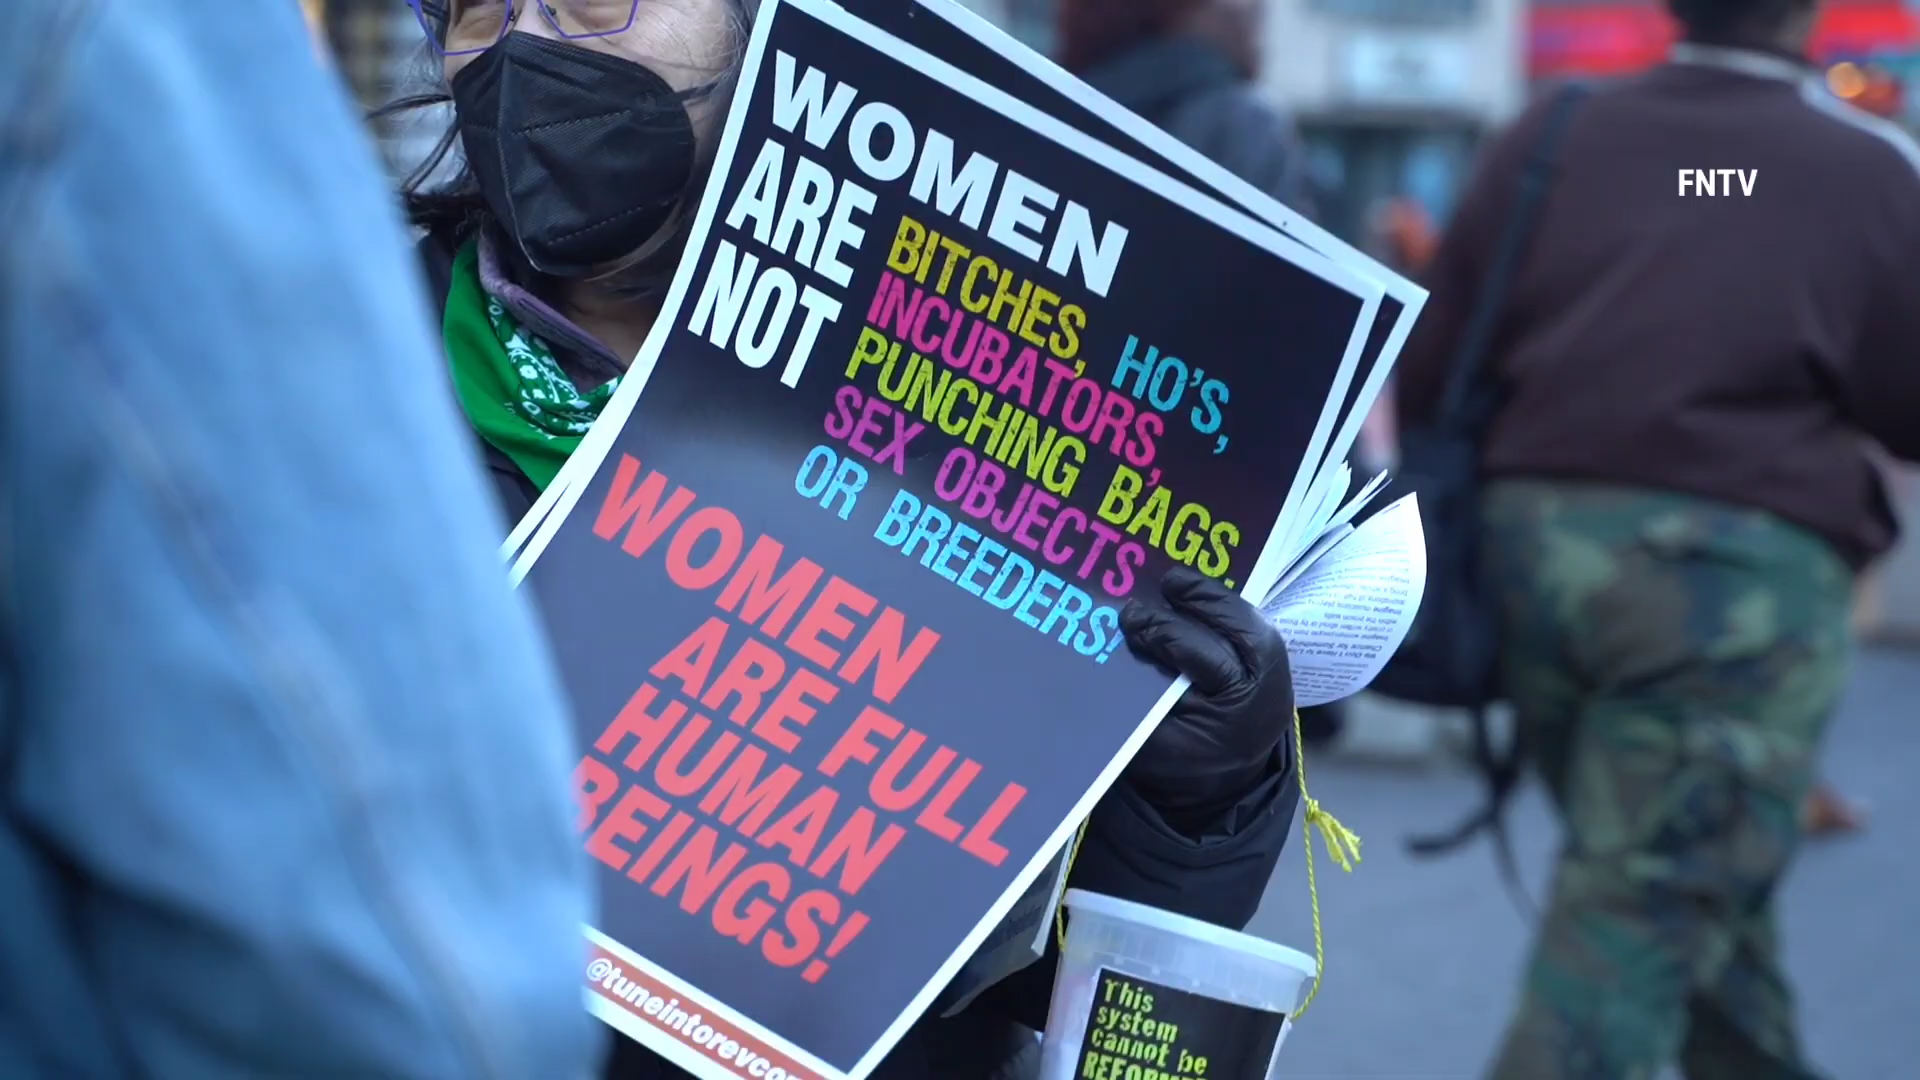 FNTV
WOMEN
ARE
NOT
BITCHES, HO'S,
INCUBATORS,
PUNCHING BAGS,
SEX OBJECTS
OR BREEDERS!
WOMEN
ARE FULL
HUMAN
BEINGS!
@tuneintorevco
This
system
cannot be